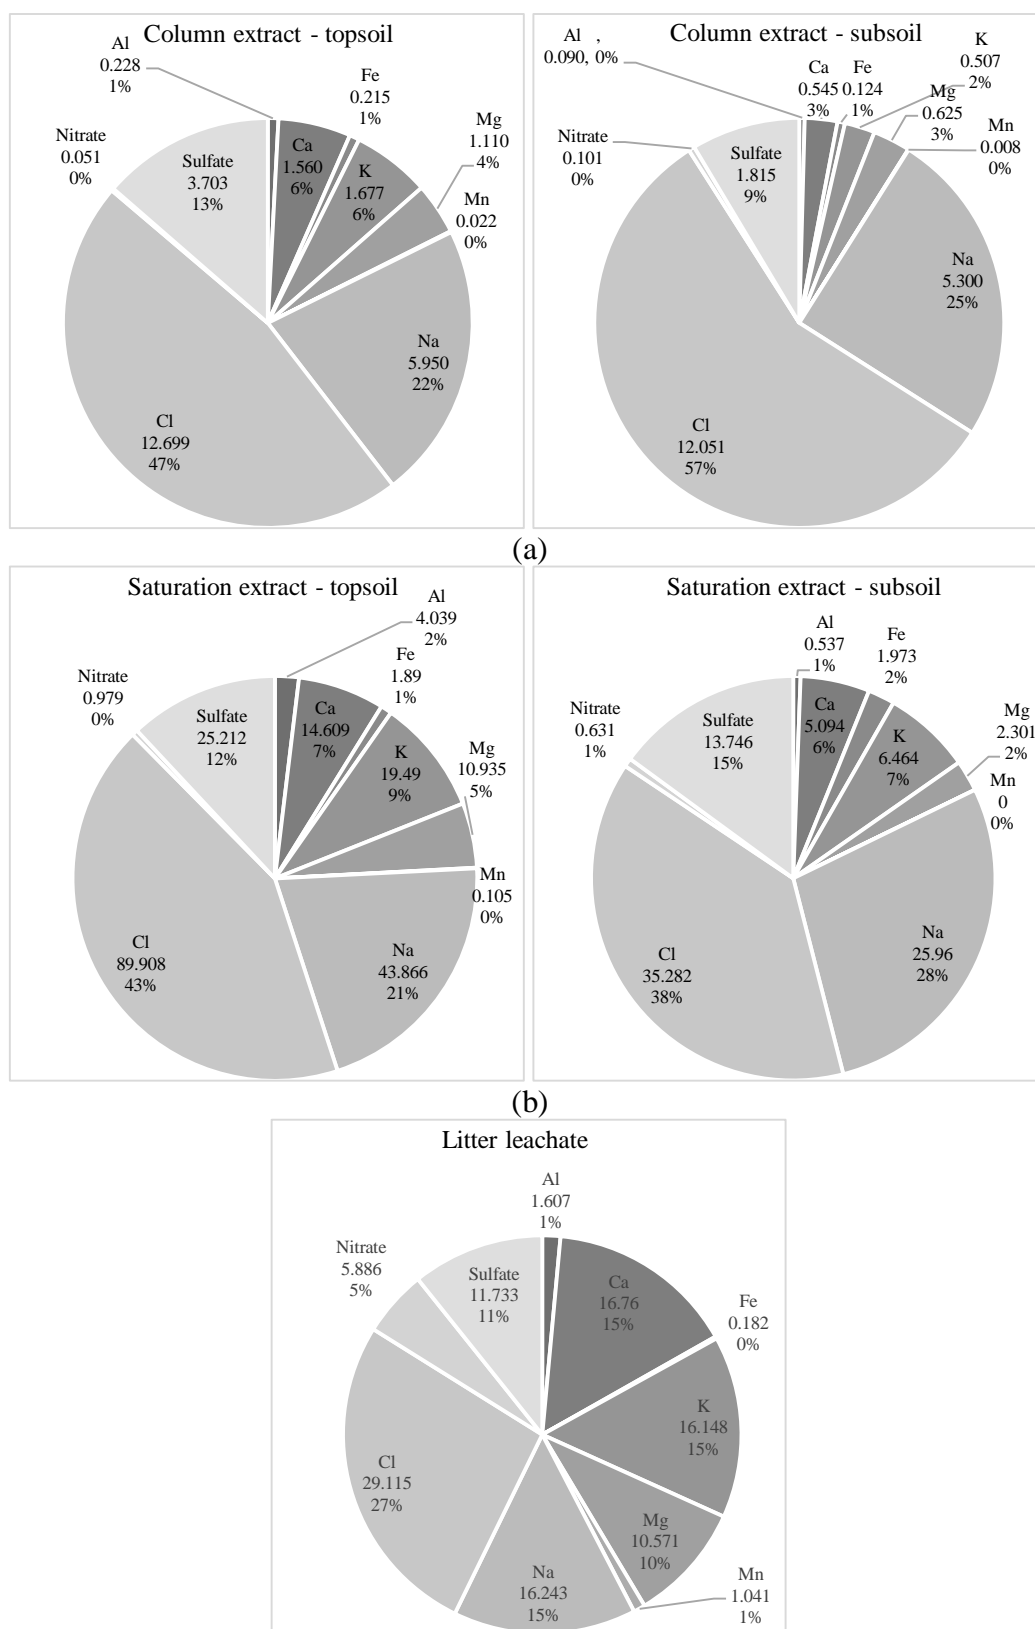 Column extract - topsoil
Al
0.228
1%
Ca
1.560
6%
Fe
0.215
1%
K
1.677
6%
Mg
1.110
4%
Mn
0.022
0%
Na
5.950
22%
Cl
12.699
47%
Nitrate
0.051
0%
Sulfate
3.703
13%
Column extract - subsoil
Al ,
0.090, 0%
Ca
0.545
3%
Fe
0.124
1%
K
0.507
2%
Mg
0.625
3%
Mn
0.008
0%
Na
5.300
25%
Cl
12.051
57%
Nitrate
0.101
0%
Sulfate
1.815
9%
(a)
Saturation extract - topsoil
Al
4.039
2%
Ca
14.609
7%
Fe
1.89
1%
K
19.49
9%
Mg
10.935
5%
Mn
0.105
0%
Na
43.866
21%
Cl
89.908
43%
Nitrate
0.979
0%
Sulfate
25.212
12%
Saturation extract - subsoil
Al
0.537
1%
Ca
5.094
6%
Fe
1.973
2%
K
6.464
7%
Mg
2.301
2%
Mn
0
0%
Na
25.96
28%
Cl
35.282
38%
Nitrate
0.631
1%
Sulfate
13.746
15%
(b)
Litter leachate
Al
1.607
1%
Ca
16.76
15%
Fe
0.182
0%
K
16.148
15%
Mg
10.571
10%
Mn
1.041
1%
Na
16.243
15%
Cl
29.115
27%
Nitrate
5.886
5%
Sulfate
11.733
11%